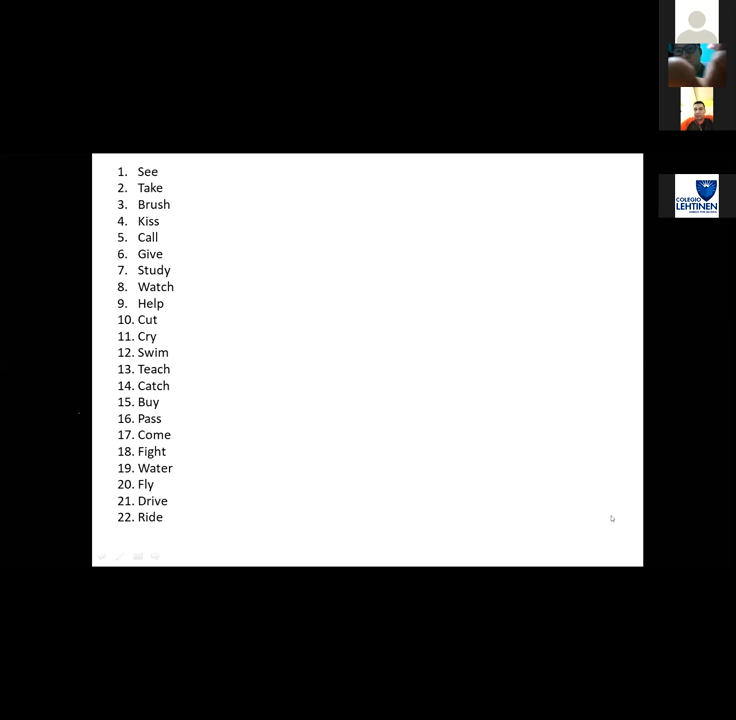 1. See
2. Take
3. Brush
4. Kiss
5. Call
6. Give
7. Study
8. Watch
9. Help
10. Cut
11. Cry
12. Swim
13. Teach
14. Catch
15. Buy
16. Pass
17. Come
18. Fight
19. Water
20. Fly
21. Drive
22. Ride
COLEGIO
LEHTINEN